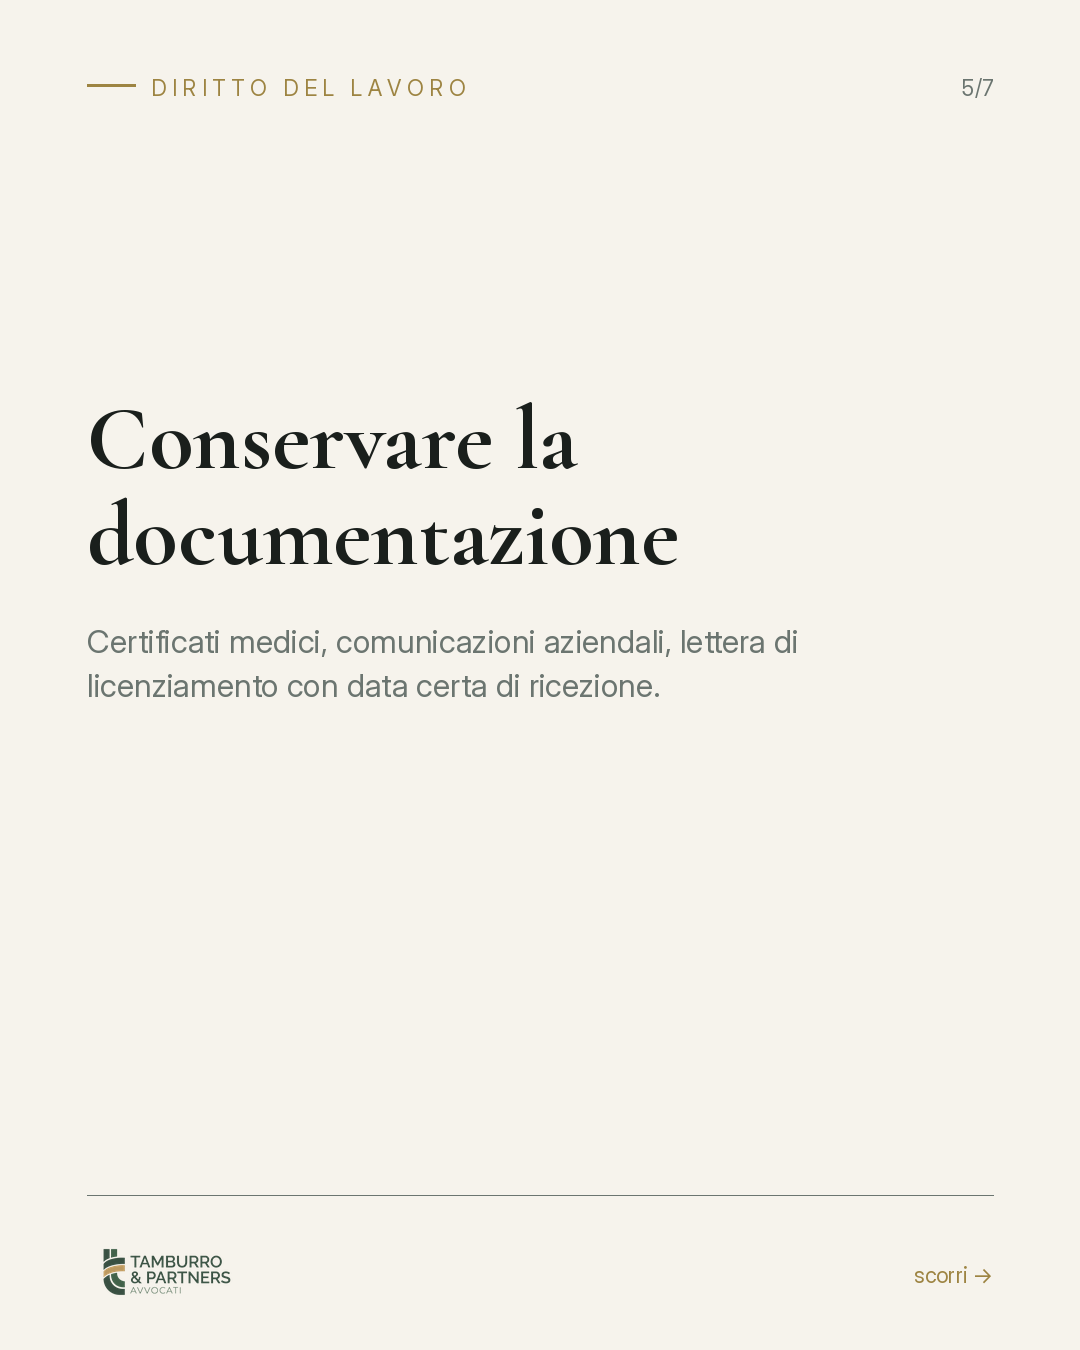 DIRITTO DEL LAVORO
5/7
Conservare la
documentazione
Certificati medici, comunicazioni aziendali, lettera di
licenziamento con data certa di ricezione.
TAMBURRO
& PARTNERS
AVVOCATI
scorri →